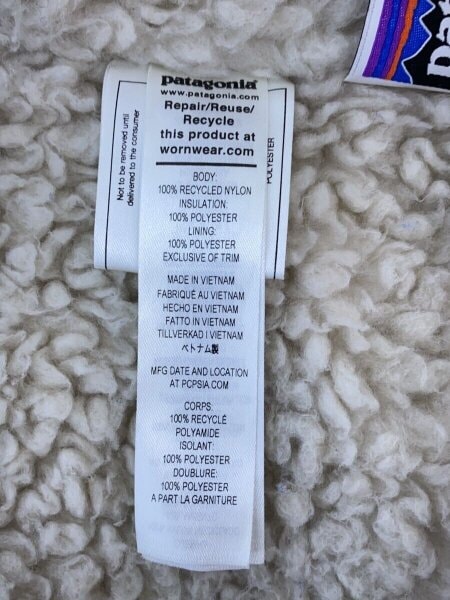 patagonia
www.patagonia.com
Repair/Reuse/
Recycle
this product at
wornwear.com
BODY:
100% RECYCLED NYLON
INSULATION:
100% POLYESTER
LINING:
100% POLYESTER
EXCLUSIVE OF TRIM
MADE IN VIETNAM
FABRIQUÉ AU VIETNAM
HECHO EN VIETNAM
FATTO IN VIETNAM
TILLVERKAD I VIETNAM
ベトナム製
MFG DATE AND LOCATION
AT PCPSIA.COM
CORPS:
100% RECYCLÉ
POLYAMIDE
ISOLANT:
100% POLYESTER
DOUBLURE:
100% POLYESTER
A PART LA GARNITURE
Not to be removed until
delivered to the consumer
POLYESTER
pat